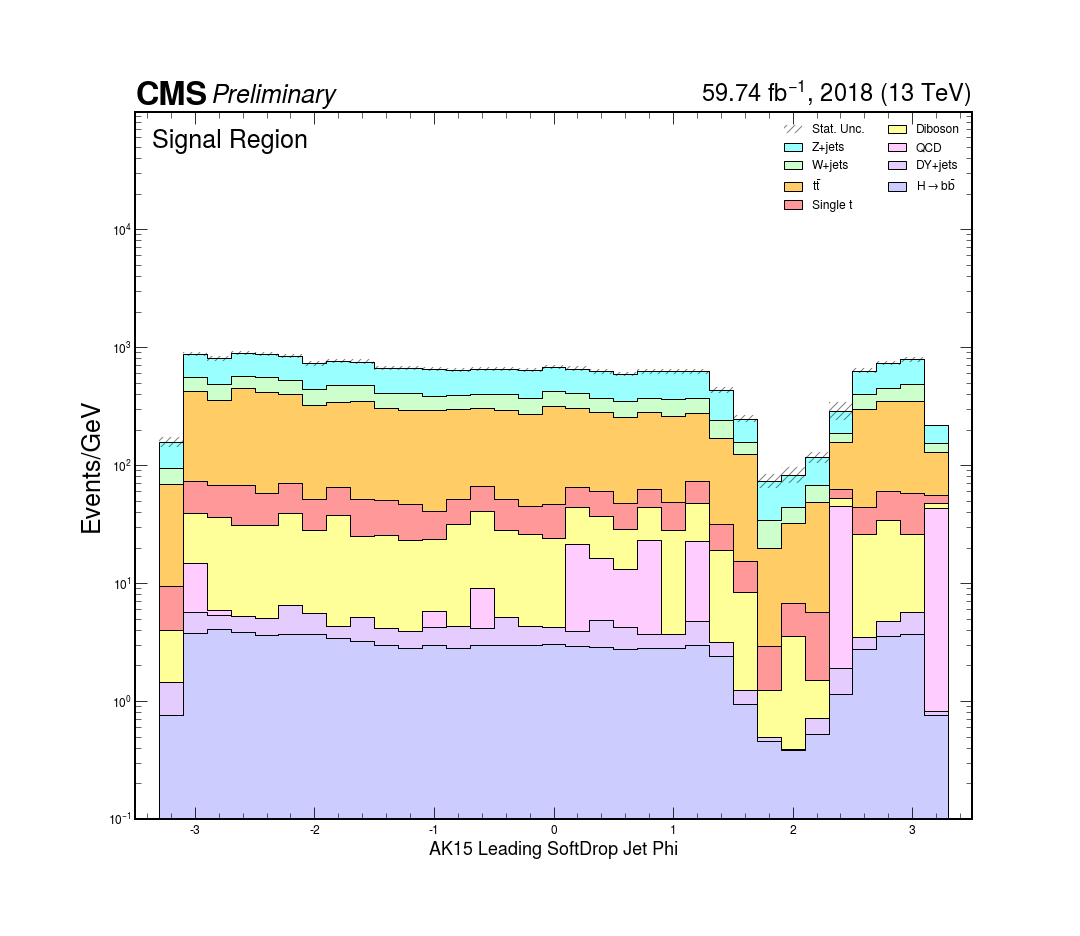 CMS Preliminary
59.74 fb⁻¹, 2018 (13 TeV)
Signal Region
Stat. Unc.
Z+jets
W+jets
tt̄
Single t
Diboson
QCD
DY+jets
H→bb̄
Events/GeV
10⁴
10³
10²
10¹
10⁰
10⁻¹
-3 -2 -1 0 1 2 3
AK15 Leading SoftDrop Jet Phi